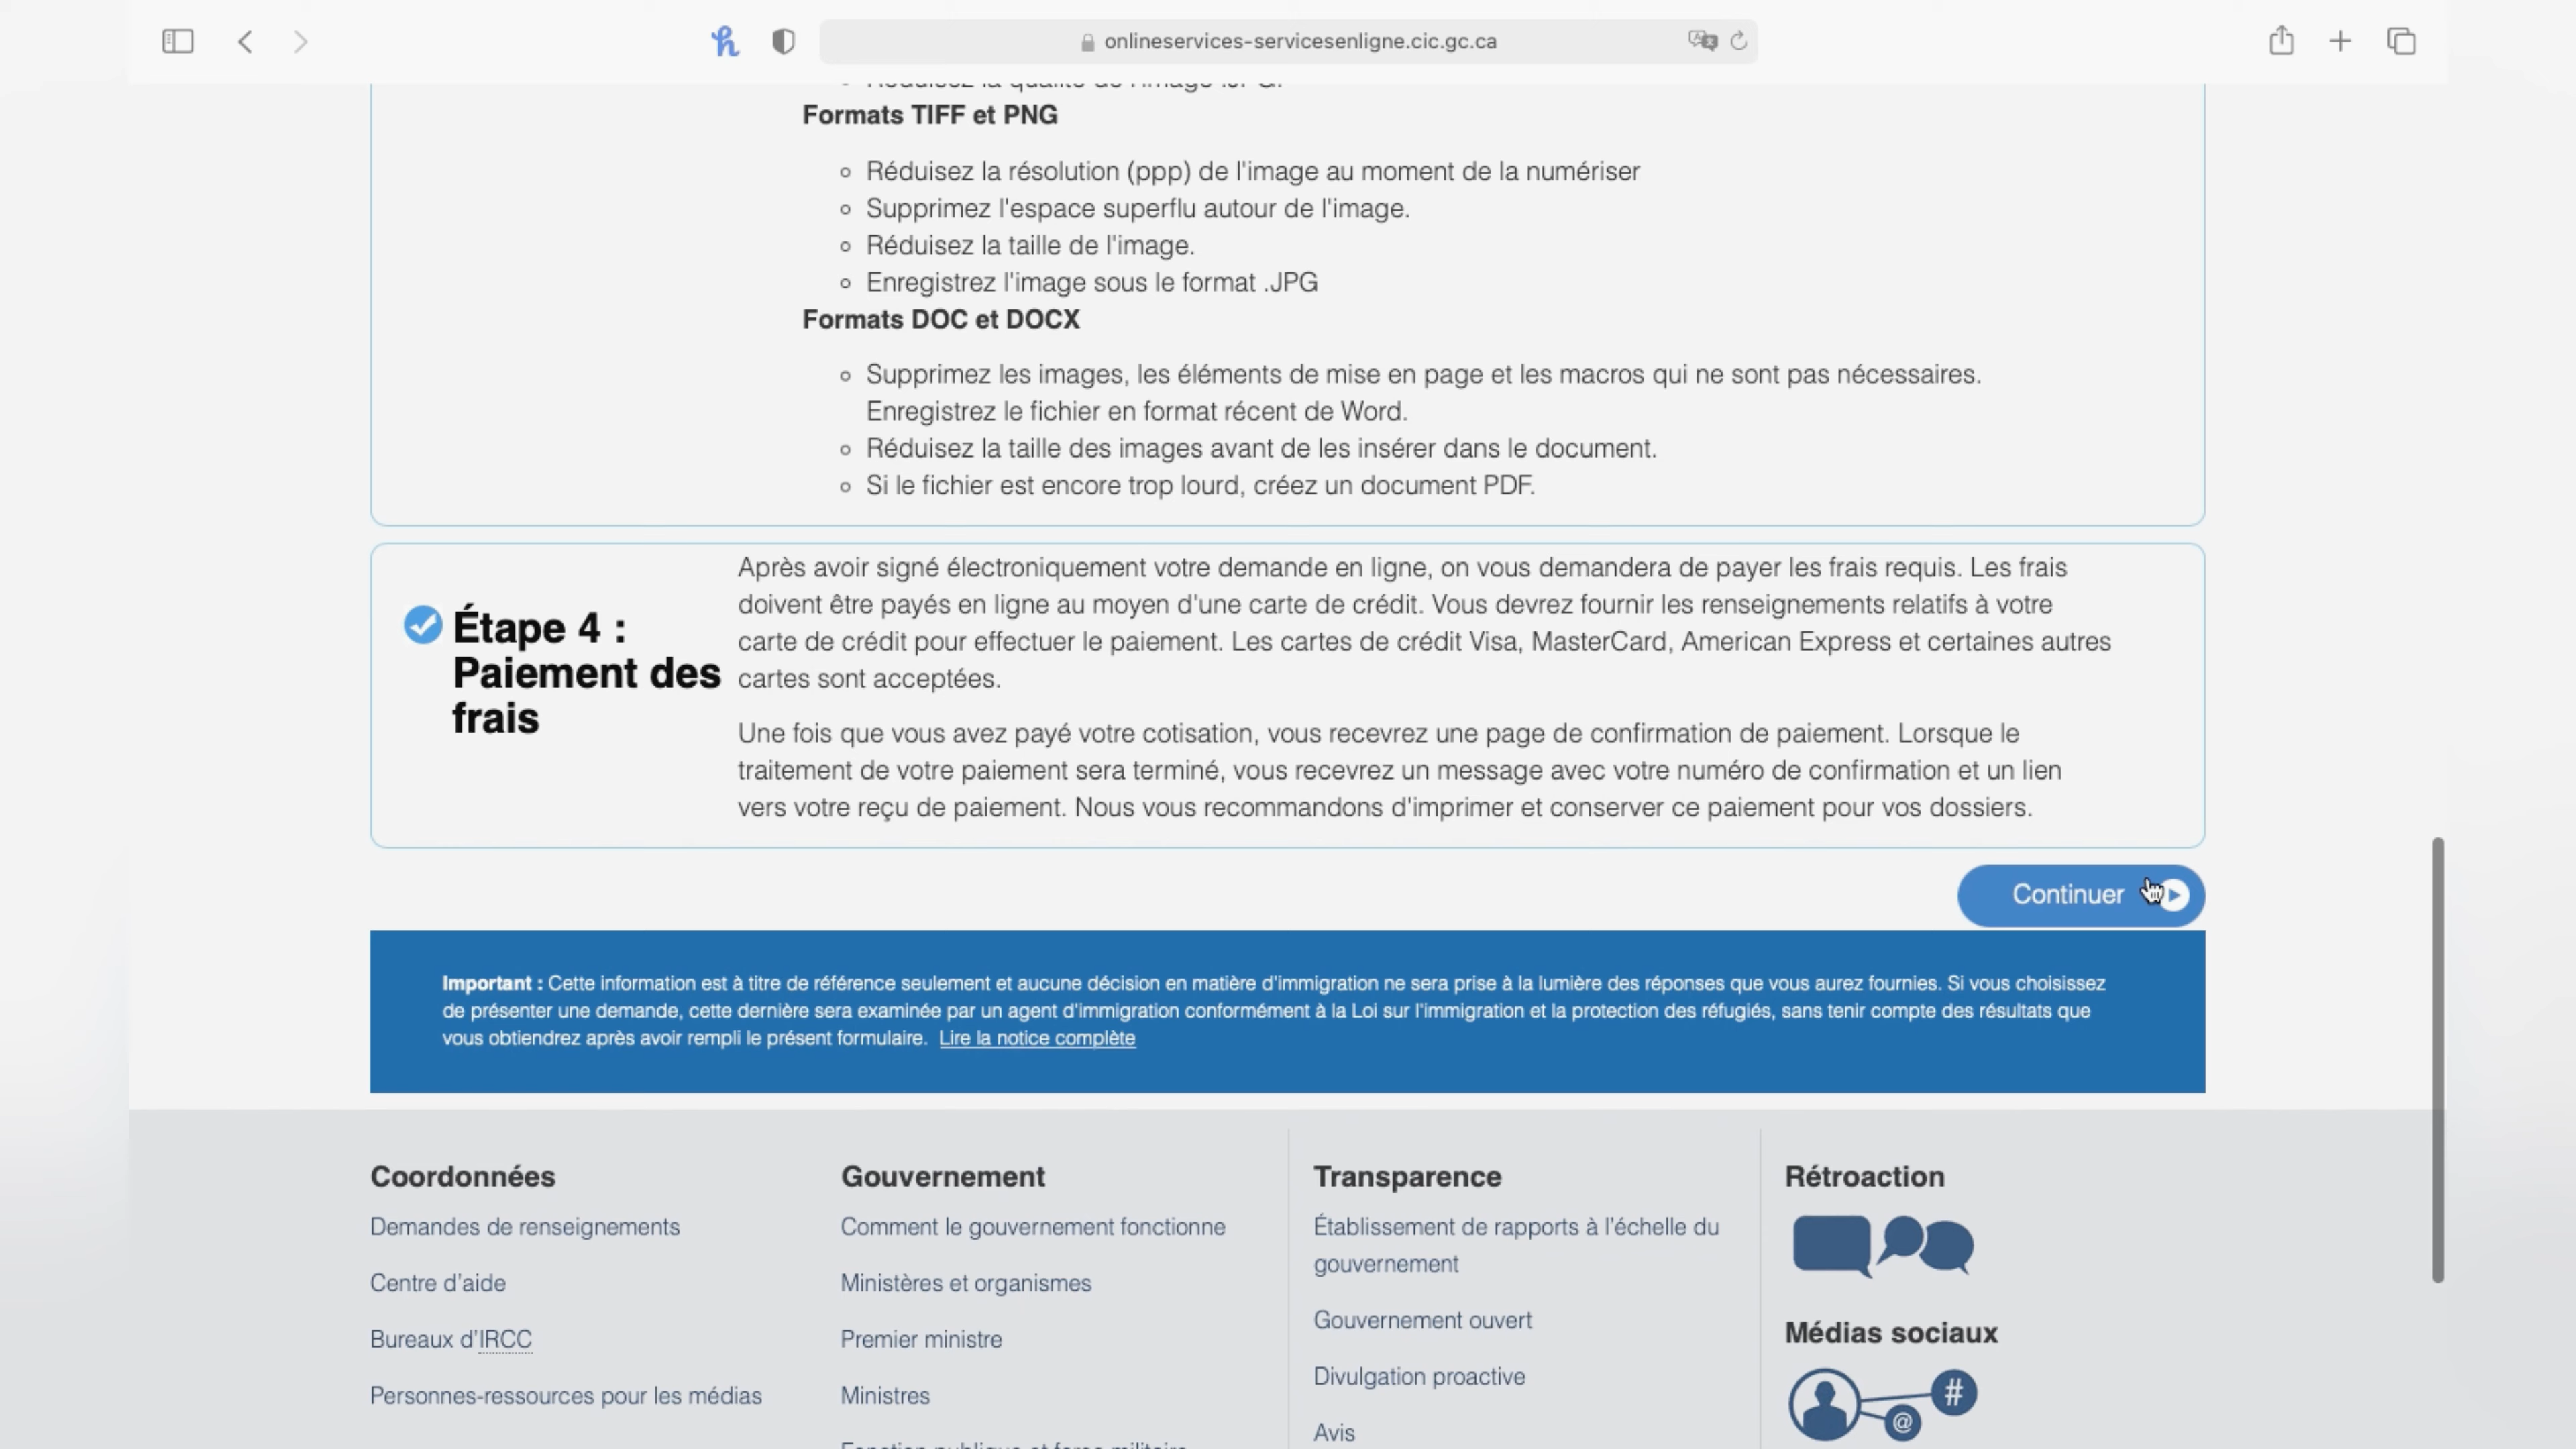 onlineservices-servicesenligne.cic.gc.ca
Réduisez la qualité de l'image .JPG.
Formats TIFF et PNG
Réduisez la résolution (ppp) de l'image au moment de la numériser
Supprimez l'espace superflu autour de l'image.
Réduisez la taille de l'image.
Enregistrez l'image sous le format .JPG
Formats DOC et DOCX
Supprimez les images, les éléments de mise en page et les macros qui ne sont pas nécessaires.
Enregistrez le fichier en format récent de Word.
Réduisez la taille des images avant de les insérer dans le document.
Si le fichier est encore trop lourd, créez un document PDF.
Étape 4 :
Paiement des
frais
Après avoir signé électroniquement votre demande en ligne, on vous demandera de payer les frais requis. Les frais
doivent être payés en ligne au moyen d'une carte de crédit. Vous devrez fournir les renseignements relatifs à votre
carte de crédit pour effectuer le paiement. Les cartes de crédit Visa, MasterCard, American Express et certaines autres
cartes sont acceptées.
Une fois que vous avez payé votre cotisation, vous recevrez une page de confirmation de paiement. Lorsque le
traitement de votre paiement sera terminé, vous recevrez un message avec votre numéro de confirmation et un lien
vers votre reçu de paiement. Nous vous recommandons d'imprimer et conserver ce paiement pour vos dossiers.
Continuer
Important : Cette information est à titre de référence seulement et aucune décision en matière d'immigration ne sera prise à la lumière des réponses que vous aurez fournies. Si vous choisissez
de présenter une demande, cette dernière sera examinée par un agent d'immigration conformément à la Loi sur l'immigration et la protection des réfugiés, sans tenir compte des résultats que
vous obtiendrez après avoir rempli le présent formulaire. Lire la notice complète
Coordonnées
Demandes de renseignements
Centre d'aide
Bureaux d'IRCC
Personnes-ressources pour les médias
Gouvernement
Comment le gouvernement fonctionne
Ministères et organismes
Premier ministre
Ministres
Fonction publique et force militaire
Transparence
Établissement de rapports à l'échelle du
gouvernement
Gouvernement ouvert
Divulgation proactive
Avis
Rétroaction
Médias sociaux
#
@